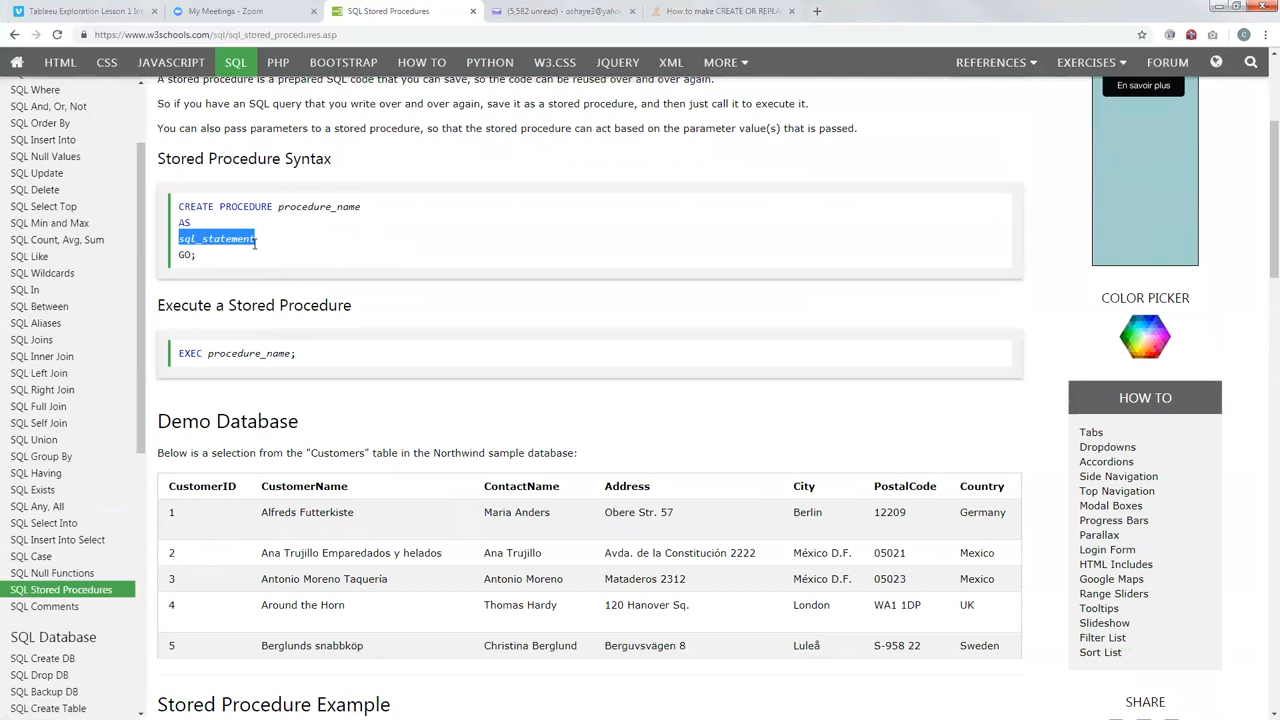 Tablaeu Exploration Lesson 1 In
My Meetings - Zoom
SQL Stored Procedures
(5,582 unread) - oshaye3@yaho
How to make CREATE OR REPLA
https://www.w3schools.com/sql/sql_stored_procedures.asp
HTML CSS JAVASCRIPT SQL PHP BOOTSTRAP HOW TO PYTHON W3.CSS JQUERY XML MORE REFERENCES EXERCISES FORUM
SQL Where
SQL And, Or, Not
SQL Order By
SQL Insert Into
SQL Null Values
SQL Update
SQL Delete
SQL Select Top
SQL Min and Max
SQL Count, Avg, Sum
SQL Like
SQL Wildcards
SQL In
SQL Between
SQL Aliases
SQL Joins
SQL Inner Join
SQL Left Join
SQL Right Join
SQL Full Join
SQL Self Join
SQL Union
SQL Group By
SQL Having
SQL Exists
SQL Any, All
SQL Select Into
SQL Insert Into Select
SQL Case
SQL Null Functions
SQL Stored Procedures
SQL Comments
SQL Database
SQL Create DB
SQL Drop DB
SQL Backup DB
SQL Create Table
A stored procedure is a prepared SQL code that you can save, so the code can be reused over and over again.
So if you have an SQL query that you write over and over again, save it as a stored procedure, and then just call it to execute it.
You can also pass parameters to a stored procedure, so that the stored procedure can act based on the parameter value(s) that is passed.
Stored Procedure Syntax
CREATE PROCEDURE procedure_name
AS
sql_statement
GO;
Execute a Stored Procedure
EXEC procedure_name;
Demo Database
Below is a selection from the "Customers" table in the Northwind sample database:
CustomerID CustomerName ContactName Address City PostalCode Country
1 Alfreds Futterkiste Maria Anders Obere Str. 57 Berlin 12209 Germany
2 Ana Trujillo Emparedados y helados Ana Trujillo Avda. de la Constitución 2222 México D.F. 05021 Mexico
3 Antonio Moreno Taquería Antonio Moreno Mataderos 2312 México D.F. 05023 Mexico
4 Around the Horn Thomas Hardy 120 Hanover Sq. London WA1 1DP UK
5 Berglunds snabbköp Christina Berglund Berguvsvägen 8 Luleå S-958 22 Sweden
Stored Procedure Example
En savoir plus
COLOR PICKER
HOW TO
Tabs
Dropdowns
Accordions
Side Navigation
Top Navigation
Modal Boxes
Progress Bars
Parallax
Login Form
HTML Includes
Google Maps
Range Sliders
Tooltips
Slideshow
Filter List
Sort List
SHARE